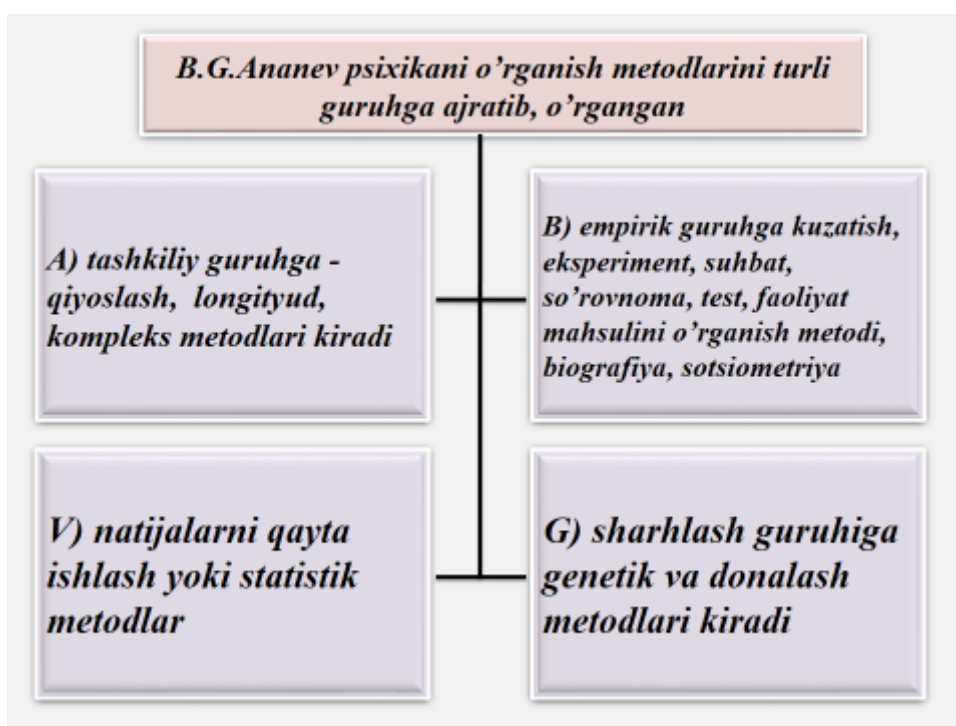 B.G.Ananev psixikani o’rganish metodlarini turli
guruhga ajratib, o’rgangan
A) tashkiliy guruhga -
qiyoslash, longityud,
kompleks metodlari kiradi
B) empirik guruhga kuzatish,
eksperiment, suhbat,
so’rovnoma, test, faoliyat
mahsulini o’rganish metodi,
biografiya, sotsiometriya
V) natijalarni qayta
ishlash yoki statistik
metodlar
G) sharhlash guruhiga
genetik va donalash
metodlari kiradi